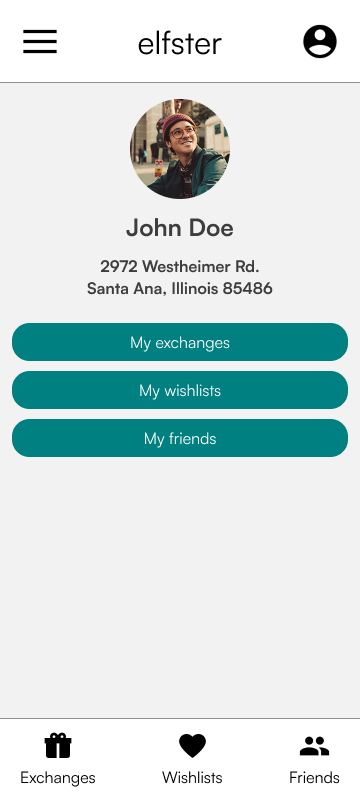 elfster
John Doe
2972 Westheimer Rd.
Santa Ana, Illinois 85486
My exchanges
My wishlists
My friends
Exchanges
Wishlists
Friends